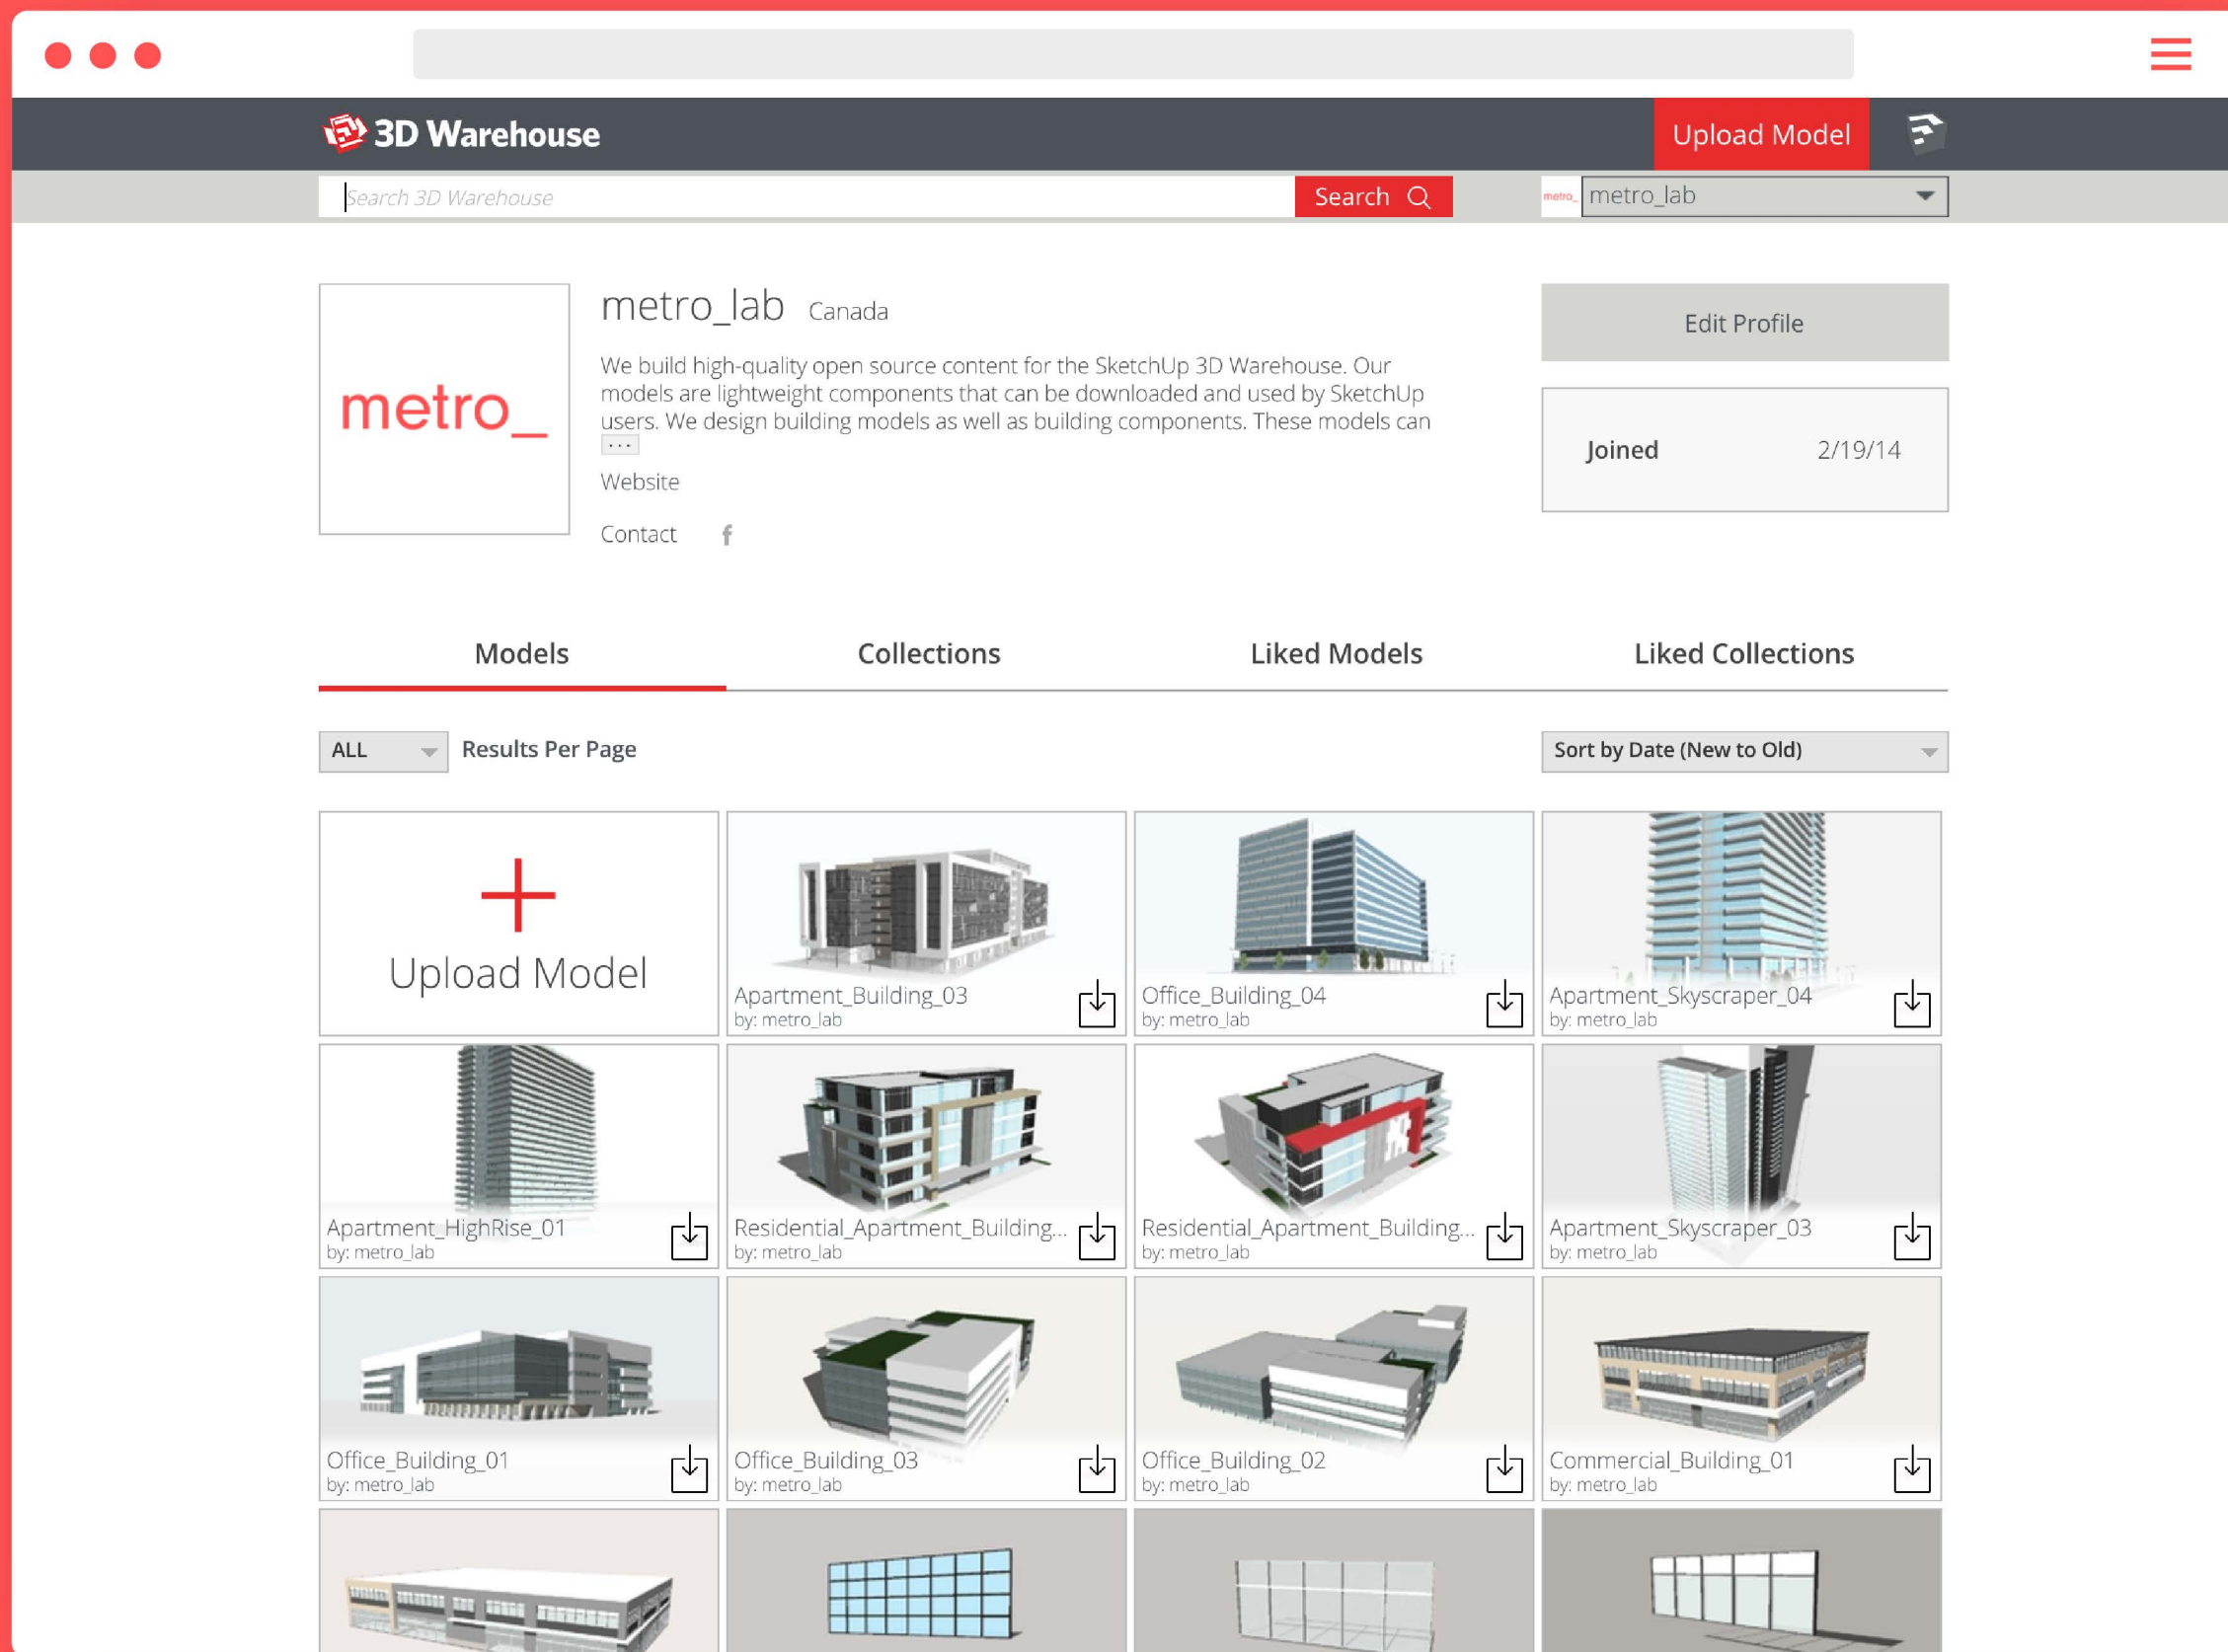 3D Warehouse
Upload Model
Search 3D Warehouse
Search
metro_
metro_lab
metro_
metro_lab Canada
We build high-quality open source content for the SketchUp 3D Warehouse. Our
models are lightweight components that can be downloaded and used by SketchUp
users. We design building models as well as building components. These models can
...
Website
Contact f
Edit Profile
Joined 2/19/14
Models
Collections
Liked Models
Liked Collections
ALL
Results Per Page
Sort by Date (New to Old)
Upload Model
Apartment_Building_03
by: metro_lab
Office_Building_04
by: metro_lab
Apartment_Skyscraper_04
by: metro_lab
Apartment_HighRise_01
by: metro_lab
Residential_Apartment_Building...
by: metro_lab
Residential_Apartment_Building...
by: metro_lab
Apartment_Skyscraper_03
by: metro_lab
Office_Building_01
by: metro_lab
Office_Building_03
by: metro_lab
Office_Building_02
by: metro_lab
Commercial_Building_01
by: metro_lab